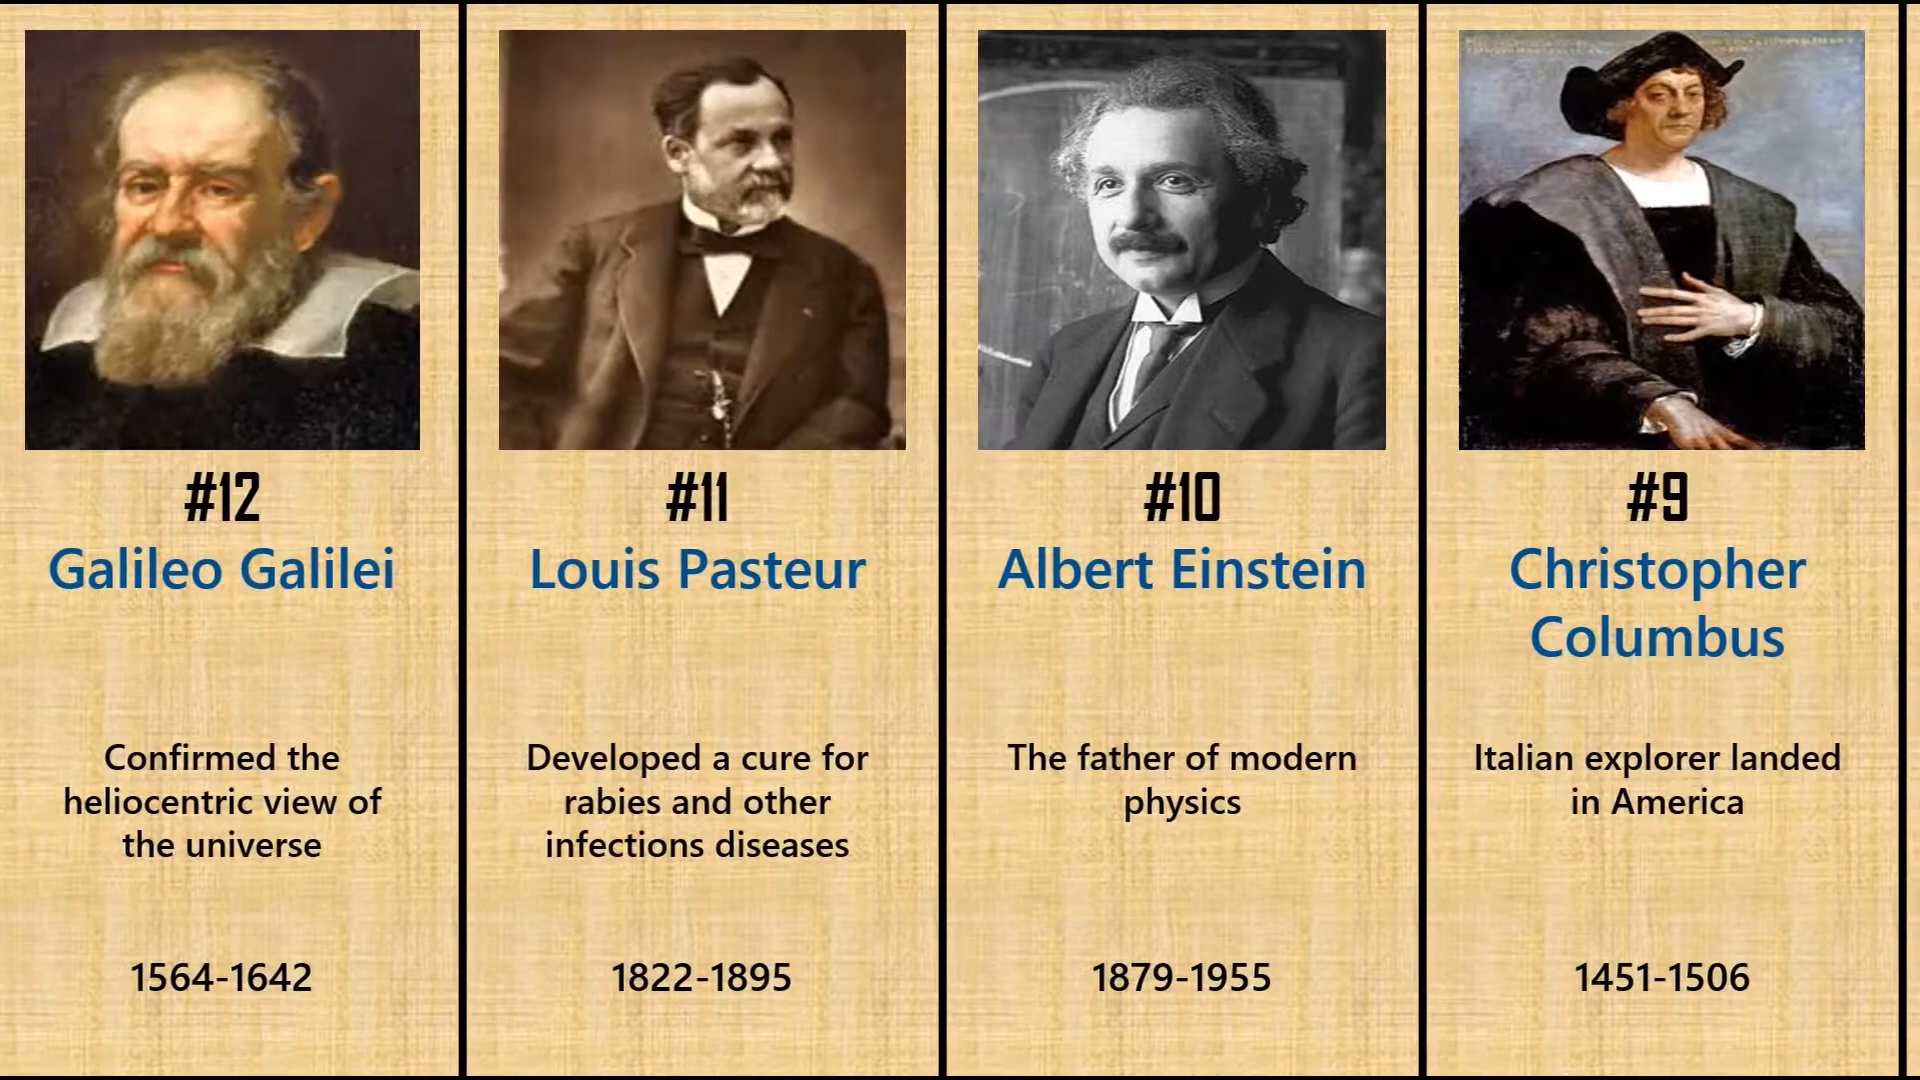 #12
Galileo Galilei
Confirmed the
heliocentric view of
the universe
1564-1642
#11
Louis Pasteur
Developed a cure for
rabies and other
infections diseases
1822-1895
#10
Albert Einstein
The father of modern
physics
1879-1955
#9
Christopher
Columbus
Italian explorer landed
in America
1451-1506